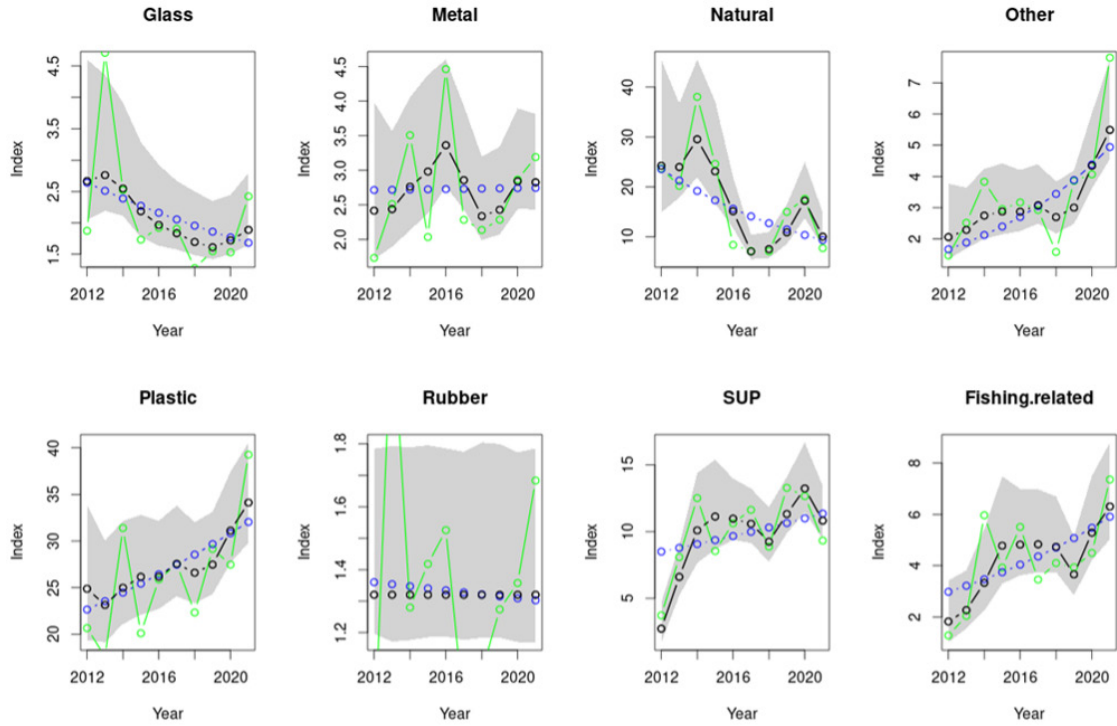 Glass
Metal
Natural
Other
Index
1.5
2.5
3.5
4.5
2012
2016
2020
Year
Index
2.0
2.5
3.0
3.5
4.0
4.5
2012
2016
2020
Year
Index
10
20
30
40
2012
2016
2020
Year
Index
2
3
4
5
6
7
2012
2016
2020
Year
Plastic
Rubber
SUP
Fishing.related
Index
20
25
30
35
40
2012
2016
2020
Year
Index
1.2
1.4
1.6
1.8
2012
2016
2020
Year
Index
5
10
15
2012
2016
2020
Year
Index
2
4
6
8
2012
2016
2020
Year